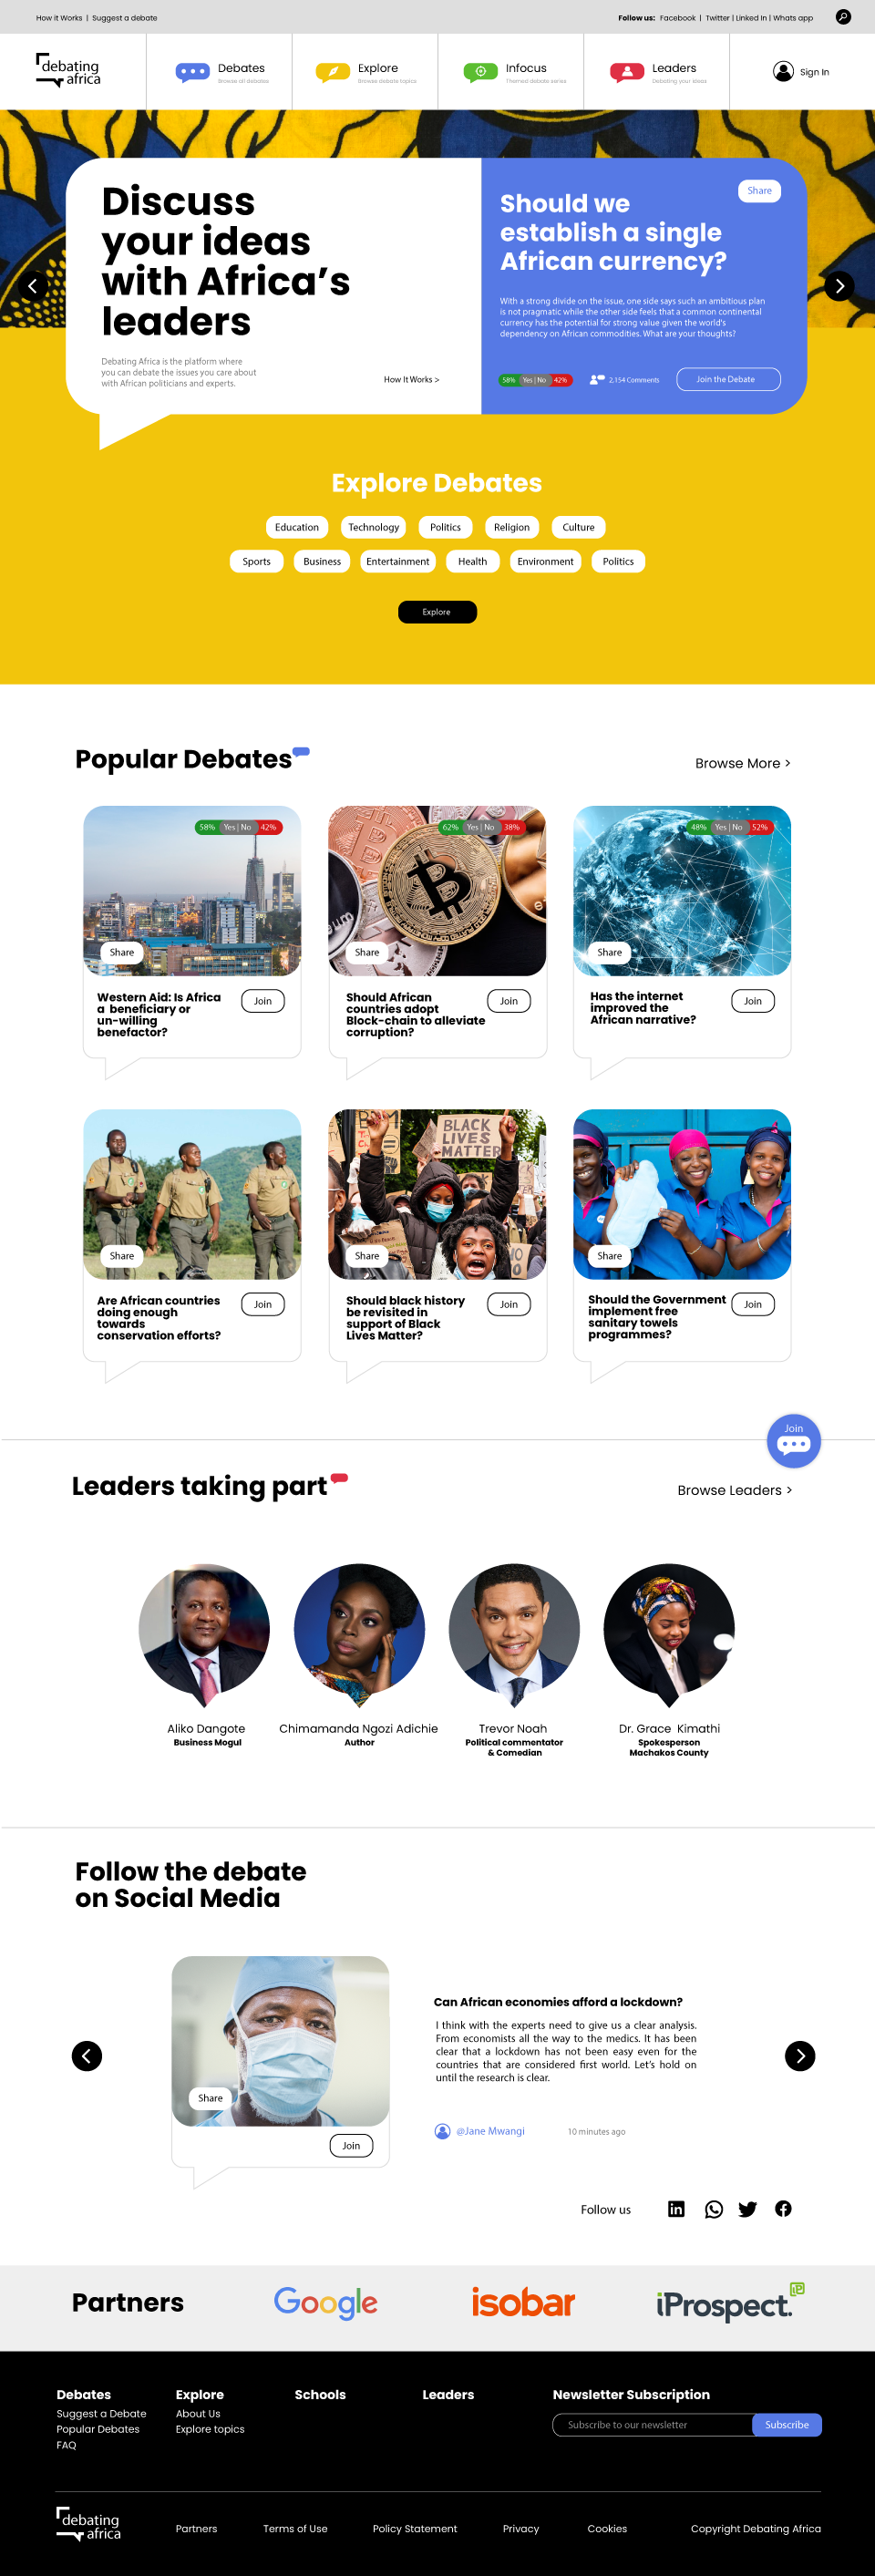 How it Works | Suggest a debate
Follow us: Facebook | Twitter | Linked In | Whats app
debating
africa
Debates
Browse all debates
Explore
Browse debate topics
Infocus
Themed debate series
Leaders
Debating your ideas
Sign In
Discuss
your ideas
with Africa's
leaders
Debating Africa is the platform where
you can debate the issues you care about
with African politicians and experts.
How It Works >
Share
Should we
establish a single
African currency?
With a strong divide on the issue, one side says such an ambitious plan
is not pragmatic while the other side feels that a common continental
currency has the potential for strong value given the world's
dependency on African commodities. What are your thoughts?
58% Yes | No 42%
2,154 Comments
Join the Debate
Explore Debates
Education Technology Politics Religion Culture
Sports Business Entertainment Health Environment Politics
Explore
Popular Debates
Browse More >
58% Yes | No 42%
Share
Western Aid: Is Africa
a beneficiary or
un-willing
benefactor?
Join
62% Yes | No 38%
Share
Should African
countries adopt
Block-chain to alleviate
corruption?
Join
48% Yes | No 52%
Share
Has the internet
improved the
African narrative?
Join
Share
Are African countries
doing enough
towards
conservation efforts?
Join
BLACK
LIVES
MATTER
Share
Should black history
be revisited in
support of Black
Lives Matter?
Join
Share
Should the Government
implement free
sanitary towels
programmes?
Join
Join
Leaders taking part
Browse Leaders >
Aliko Dangote
Business Mogul
Chimamanda Ngozi Adichie
Author
Trevor Noah
Political commentator
& Comedian
Dr. Grace Kimathi
Spokesperson
Machakos County
Follow the debate
on Social Media
Share
Join
Can African economies afford a lockdown?
I think with the experts need to give us a clear analysis.
From economists all the way to the medics. It has been
clear that a lockdown has not been easy even for the
countries that are considered first world. Let's hold on
until the research is clear.
@Jane Mwangi
10 minutes ago
Follow us
Partners
Google
isobar
iProspect.
Debates
Suggest a Debate
Popular Debates
FAQ
Explore
About Us
Explore topics
Schools
Leaders
Newsletter Subscription
Subscribe to our newsletter
Subscribe
debating
africa
Partners
Terms of Use
Policy Statement
Privacy
Cookies
Copyright Debating Africa